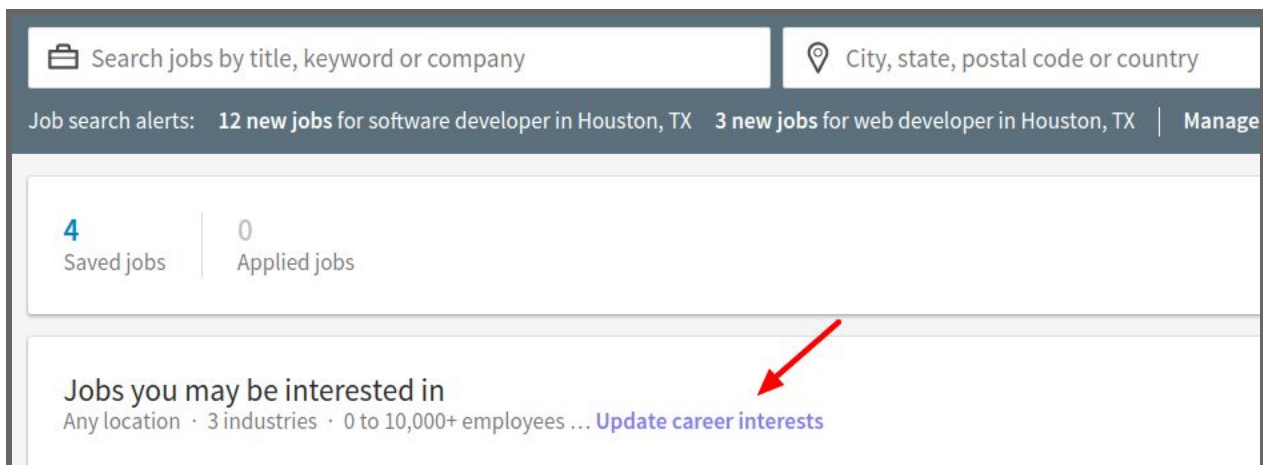 Search jobs by title, keyword or company
City, state, postal code or country
Job search alerts: 12 new jobs for software developer in Houston, TX 3 new jobs for web developer in Houston, TX | Manage
4
Saved jobs
0
Applied jobs
Jobs you may be interested in
Any location · 3 industries · 0 to 10,000+ employees … Update career interests